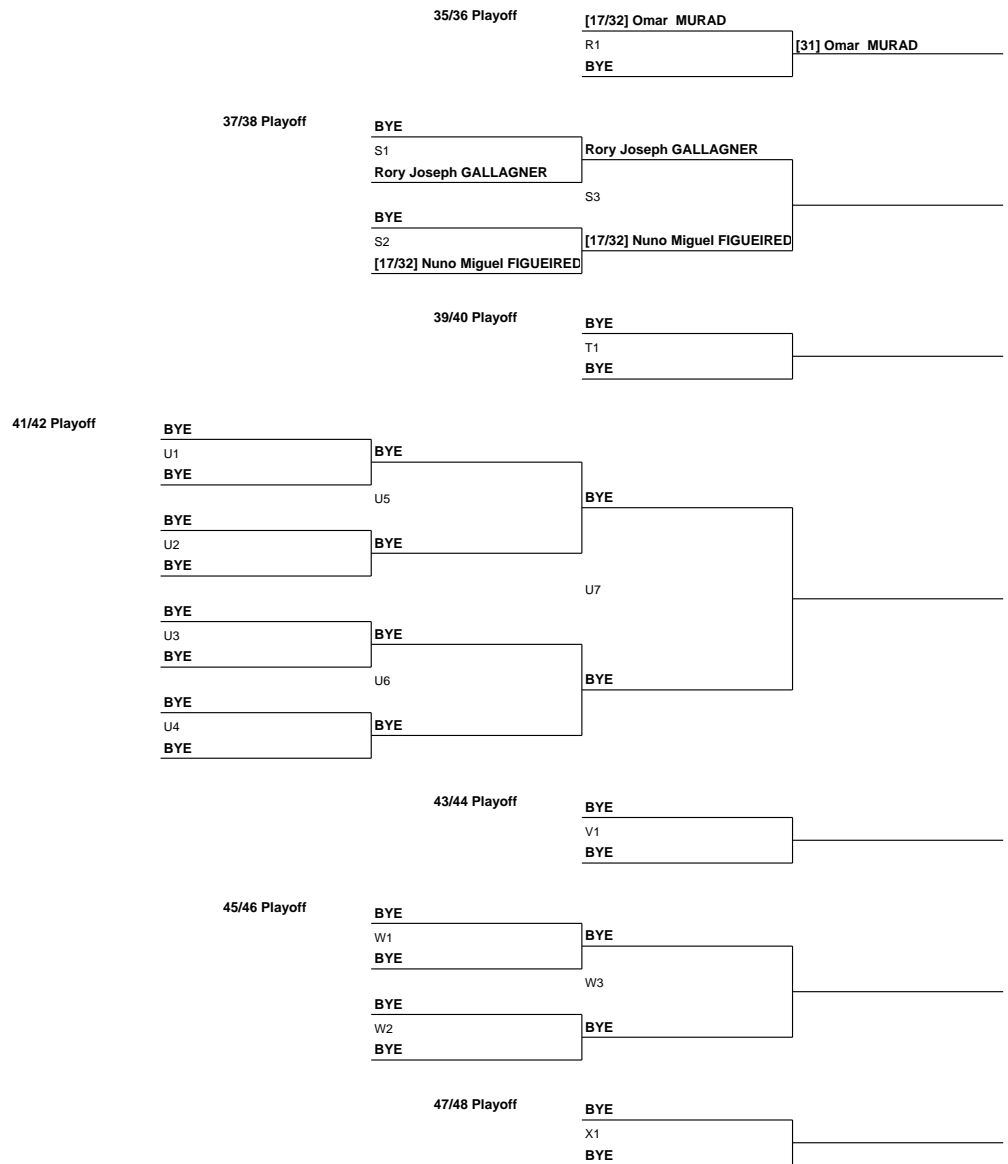 35/36 Playoff
[17/32] Omar MURAD
R1
[31] Omar MURAD
BYE
37/38 Playoff
BYE
S1
Rory Joseph GALLAGNER
Rory Joseph GALLAGNER
S3
BYE
S2
[17/32] Nuno Miguel FIGUEIRED
[17/32] Nuno Miguel FIGUEIRED
39/40 Playoff
BYE
T1
BYE
41/42 Playoff
BYE
U1
BYE
BYE
U5
BYE
BYE
U2
BYE
BYE
U7
BYE
U3
BYE
BYE
U6
BYE
BYE
U4
BYE
BYE
43/44 Playoff
BYE
V1
BYE
45/46 Playoff
BYE
W1
BYE
BYE
W3
BYE
W2
BYE
BYE
47/48 Playoff
BYE
X1
BYE